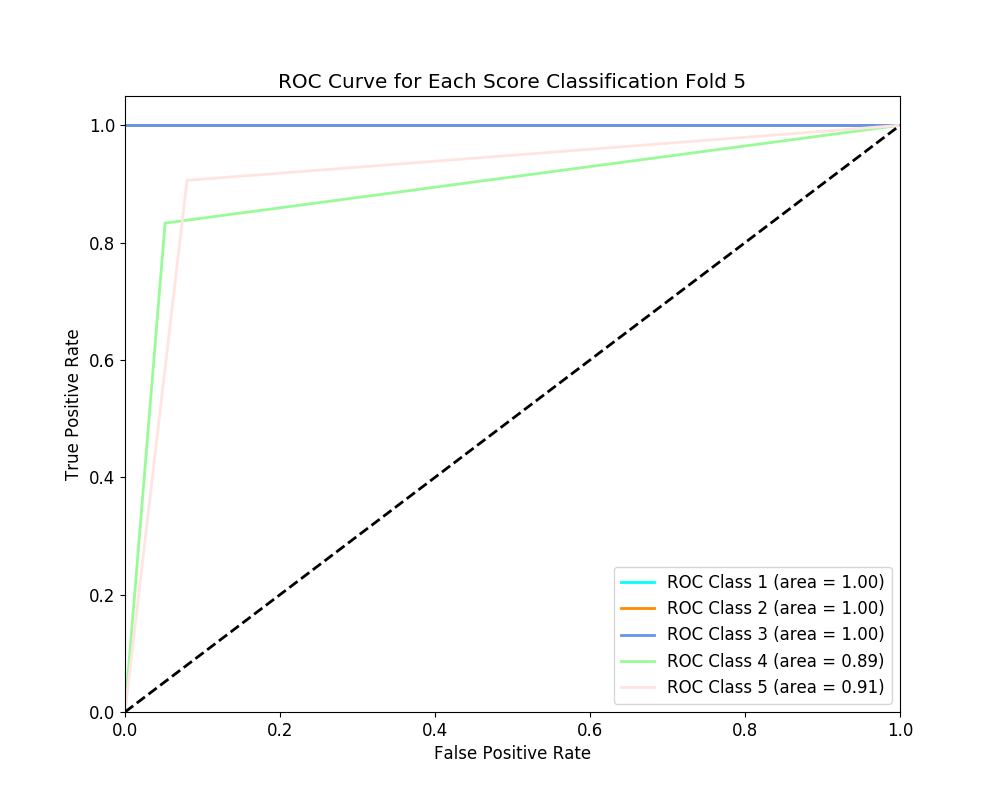 ROC Curve for Each Score Classification Fold 5
1.0
0.8
0.6
0.4
0.2
0.0
True Positive Rate
0.0 0.2 0.4 0.6 0.8 1.0
False Positive Rate
ROC Class 1 (area = 1.00)
ROC Class 2 (area = 1.00)
ROC Class 3 (area = 1.00)
ROC Class 4 (area = 0.89)
ROC Class 5 (area = 0.91)